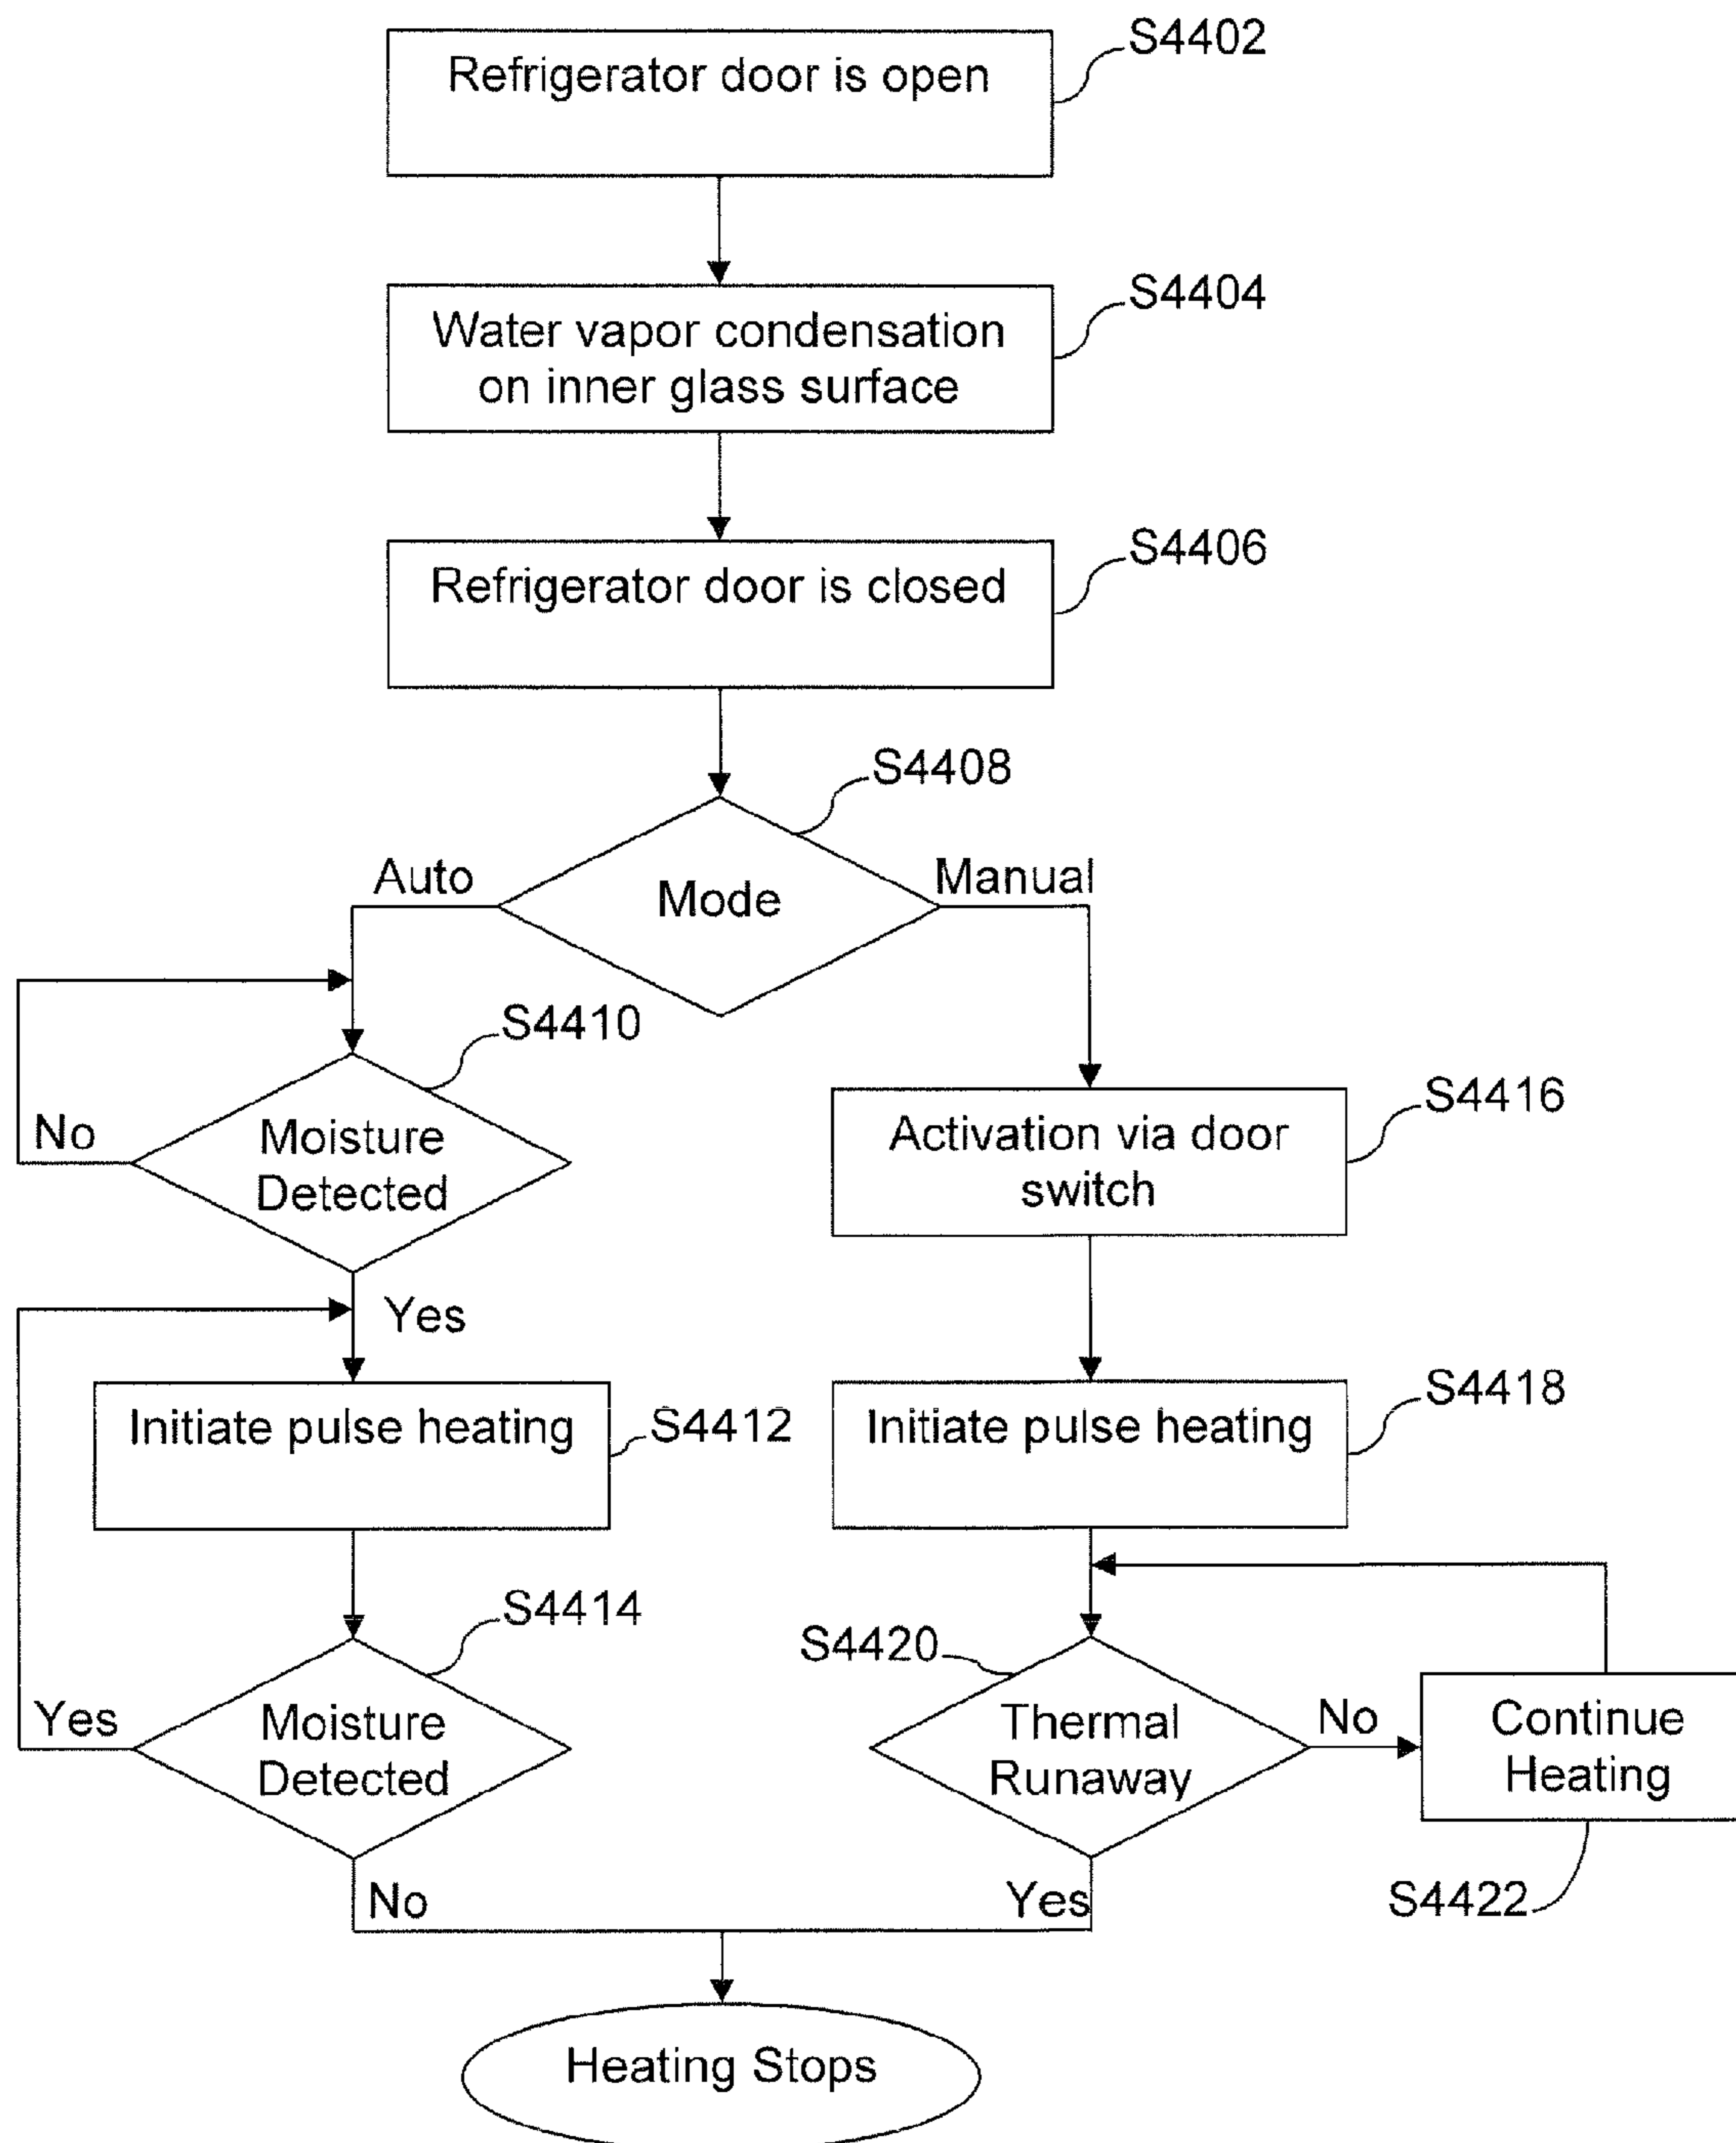 S4402
Refrigerator door is open
S4404
Water vapor condensation
on inner glass surface
S4406
Refrigerator door is closed
S4408
Auto
Mode
Manual
S4410
No
Moisture
Detected
Yes
S4416
Activation via door
switch
Initiate pulse heating
S4412
Initiate pulse heating
S4418
S4414
Yes
Moisture
Detected
No
S4420
Thermal
Runaway
No
Continue
Heating
S4422
Yes
Heating Stops